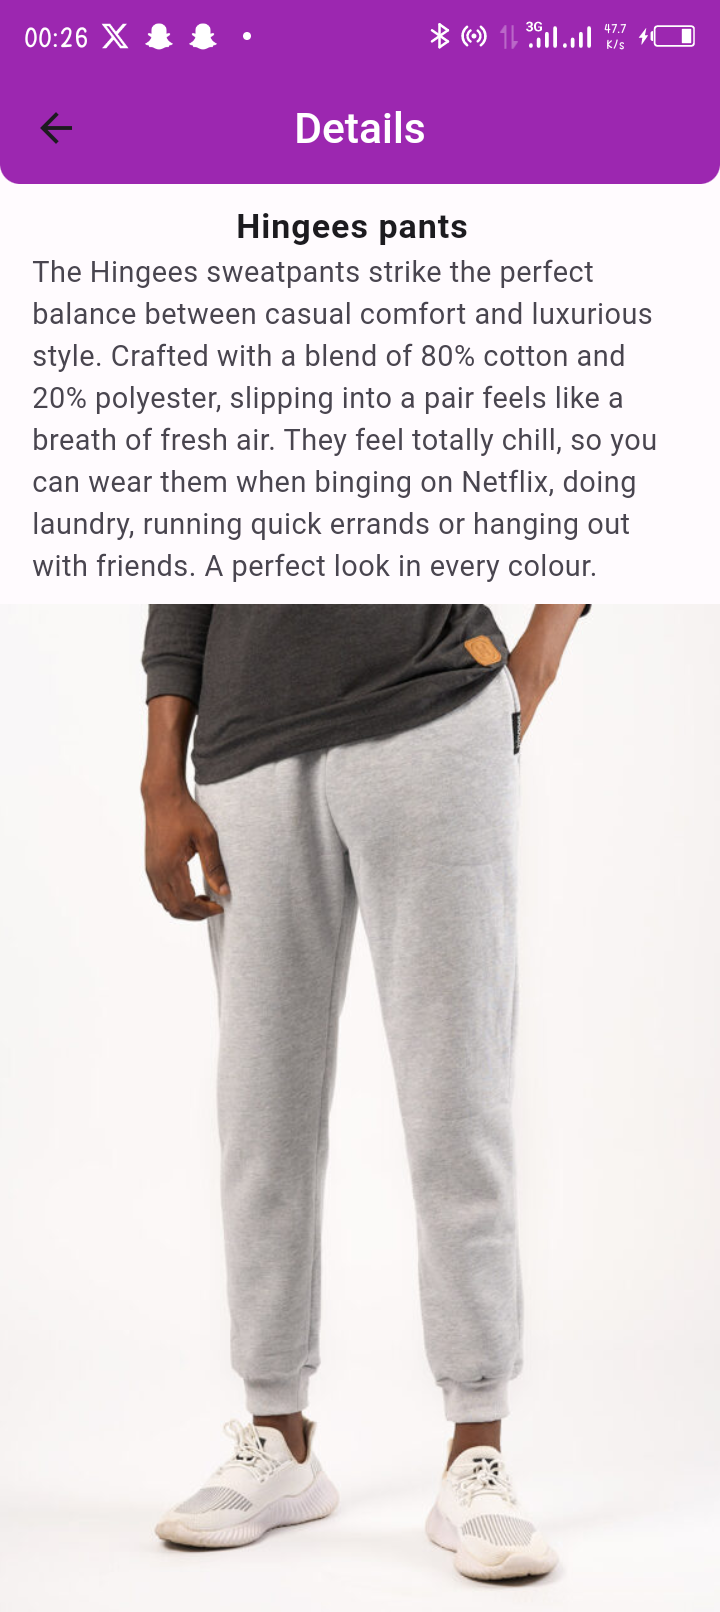 00:26
3G
47.7
K/s
Details
Hingees pants
The Hingees sweatpants strike the perfect
balance between casual comfort and luxurious
style. Crafted with a blend of 80% cotton and
20% polyester, slipping into a pair feels like a
breath of fresh air. They feel totally chill, so you
can wear them when binging on Netflix, doing
laundry, running quick errands or hanging out
with friends. A perfect look in every colour.